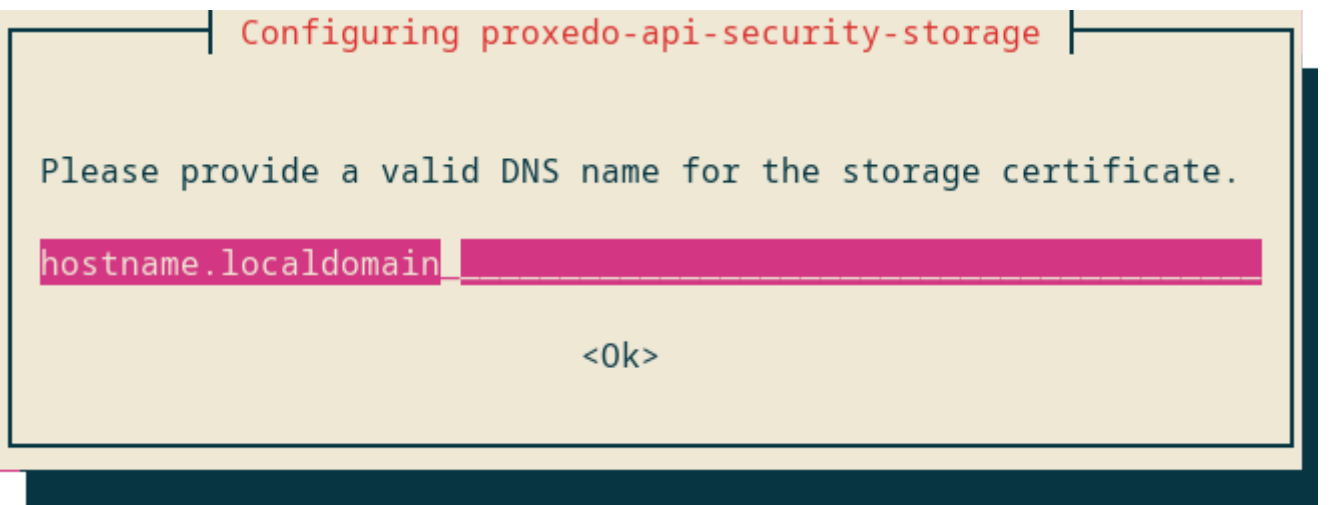 Configuring proxedo-api-security-storage
Please provide a valid DNS name for the storage certificate.
hostname.localdomain
<Ok>